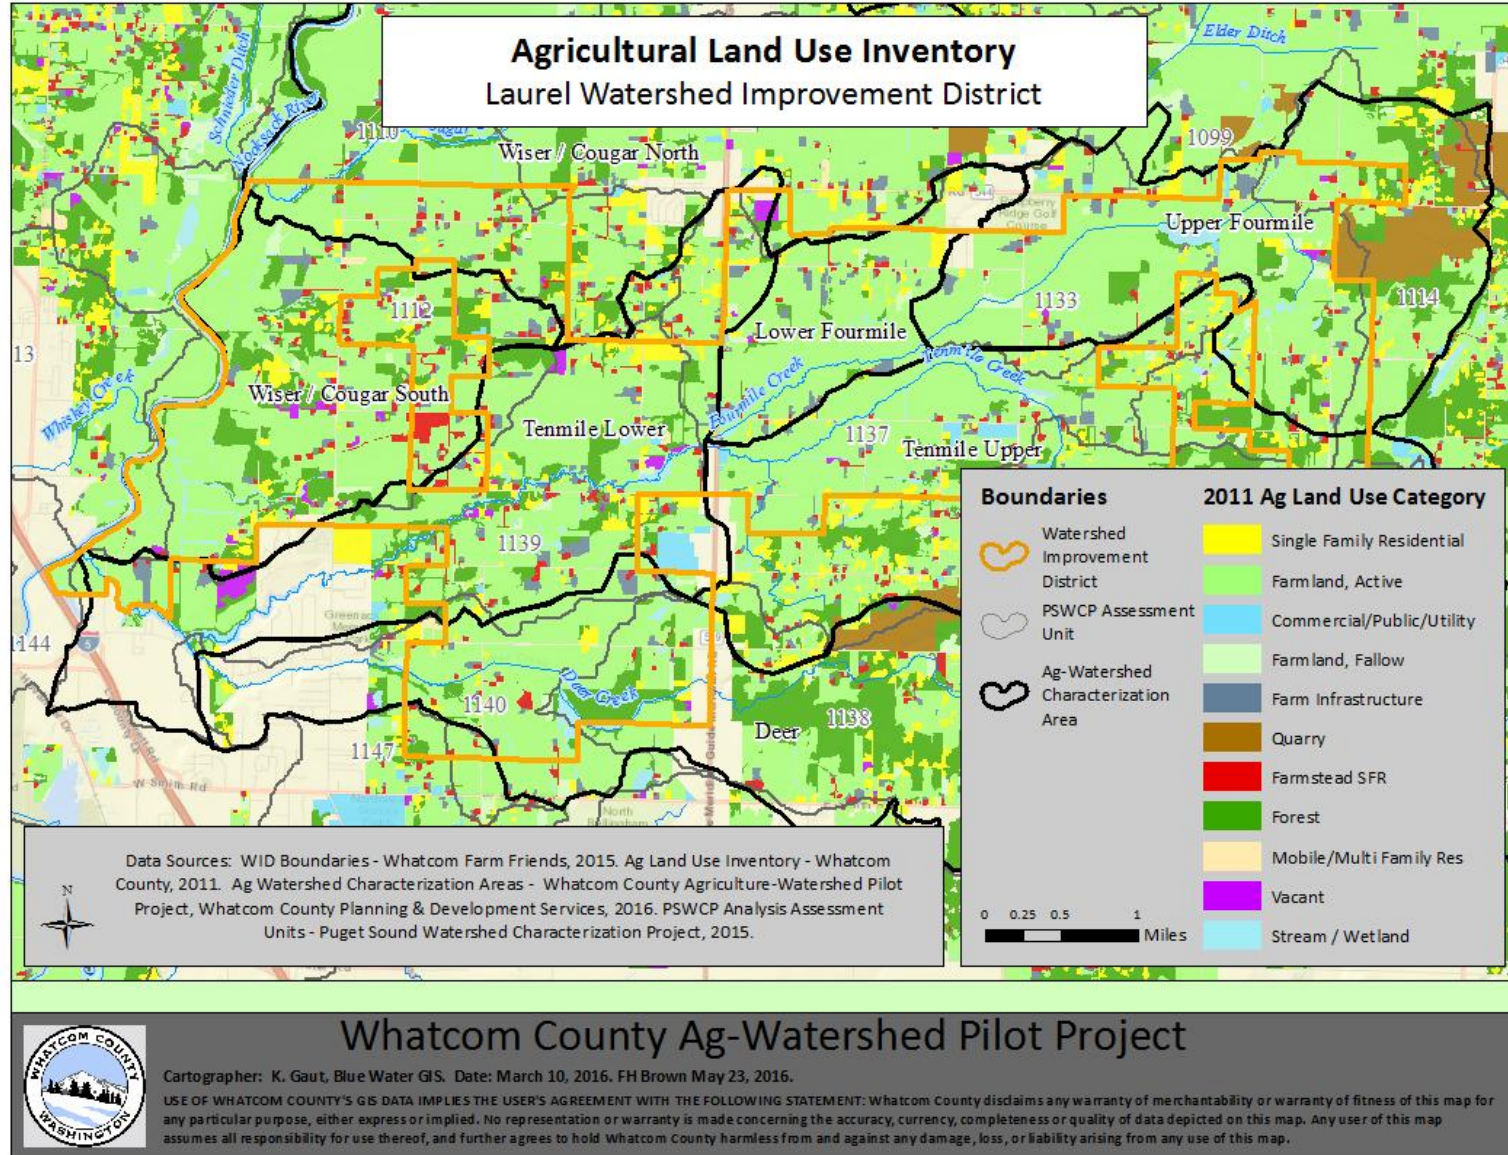 Agricultural Land Use Inventory
Laurel Watershed Improvement District
Elder Ditch
Schneider Ditch
Nooksack River
1110
Wiser / Cougar North
1099
Raspberry
Ridge Golf
Course
Upper Fourmile
1112
1133
1114
Lower Fourmile
13
Tenmile Creek
Whiskey Creek
Wiser / Cougar South
Fourmile Creek
Tenmile Lower
1137
Tenmile Upper
1139
1144
5
Deer Creek
1140
1138
Deer
1147
W Smith Rd
North
Boundaries
Watershed
Improvement
District
PSWCP Assessment
Unit
Ag-Watershed
Characterization
Area
0 0.25 0.5 1
Miles
2011 Ag Land Use Category
Single Family Residential
Farmland, Active
Commercial/Public/Utility
Farmland, Fallow
Farm Infrastructure
Quarry
Farmstead SFR
Forest
Mobile/Multi Family Res
Vacant
Stream / Wetland
N
Data Sources: WID Boundaries - Whatcom Farm Friends, 2015. Ag Land Use Inventory - Whatcom
County, 2011. Ag Watershed Characterization Areas - Whatcom County Agriculture-Watershed Pilot
Project, Whatcom County Planning & Development Services, 2016. PSWCP Analysis Assessment
Units - Puget Sound Watershed Characterization Project, 2015.
WHATCOM COUNTY
WASHINGTON
Whatcom County Ag-Watershed Pilot Project
Cartographer: K. Gaut, Blue Water GIS. Date: March 10, 2016. FH Brown May 23, 2016.
USE OF WHATCOM COUNTY'S GIS DATA IMPLIES THE USER'S AGREEMENT WITH THE FOLLOWING STATEMENT: Whatcom County disclaims any warranty of merchantability or warranty of fitness of this map for
any particular purpose, either express or implied. No representation or warranty is made concerning the accuracy, currency, completeness or quality of data depicted on this map. Any user of this map
assumes all responsibility for use thereof, and further agrees to hold Whatcom County harmless from and against any damage, loss, or liability arising from any use of this map.